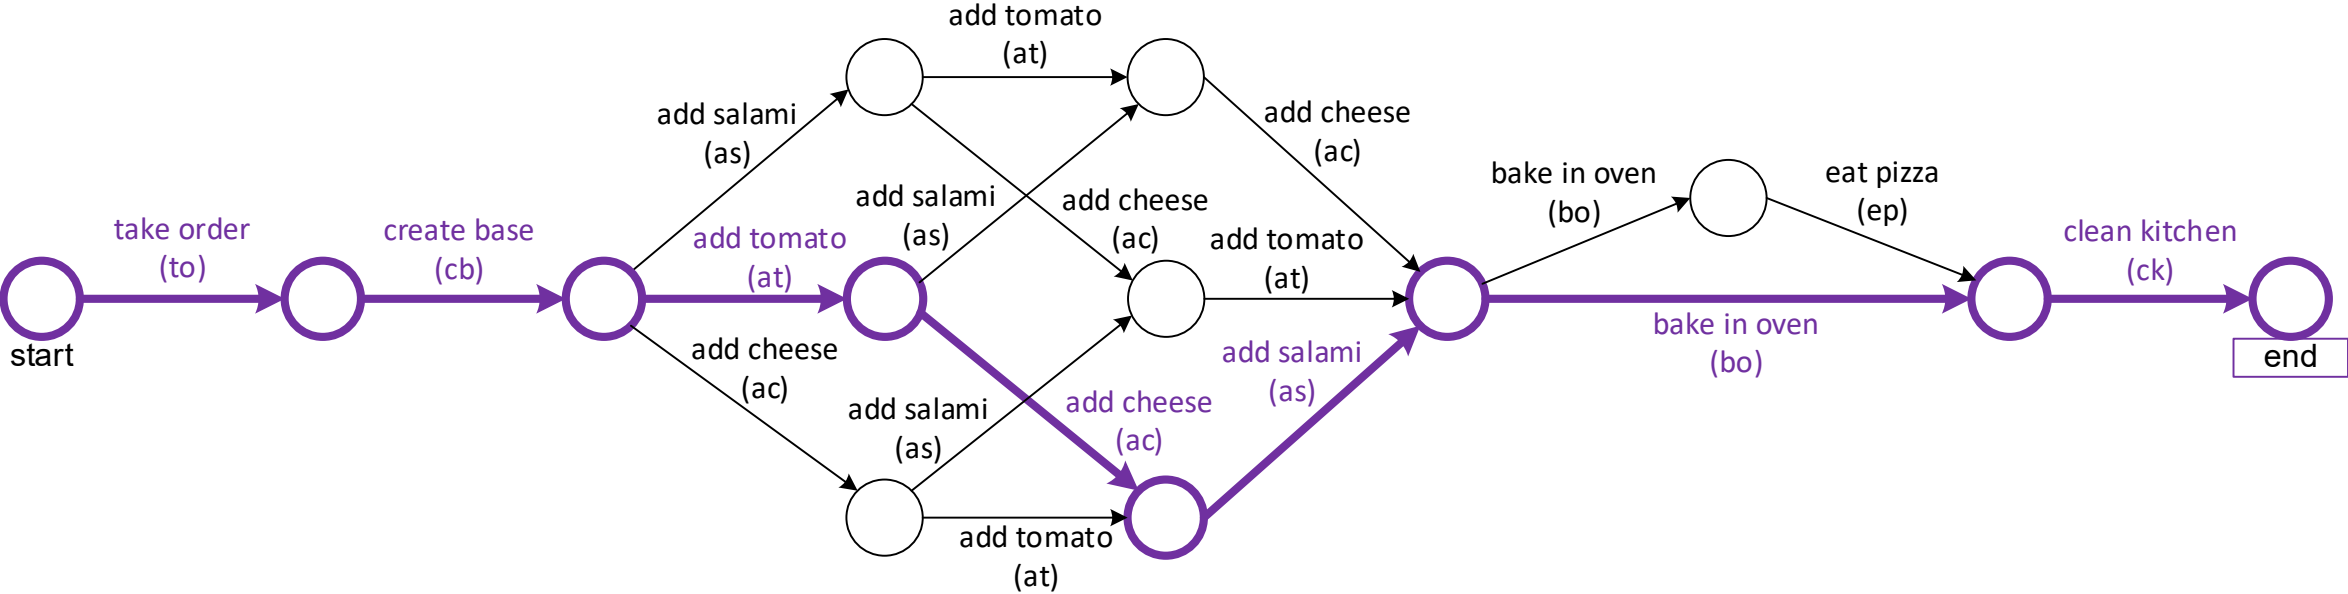 add tomato
(at)
add salami
(as)
add cheese
(ac)
bake in oven
(bo)
eat pizza
(ep)
add salami
(as)
add cheese
(ac)
take order
(to)
create base
(cb)
add tomato
(at)
add tomato
(at)
clean kitchen
(ck)
start
end
add cheese
(ac)
add salami
(as)
bake in oven
(bo)
add salami
(as)
add cheese
(ac)
add tomato
(at)